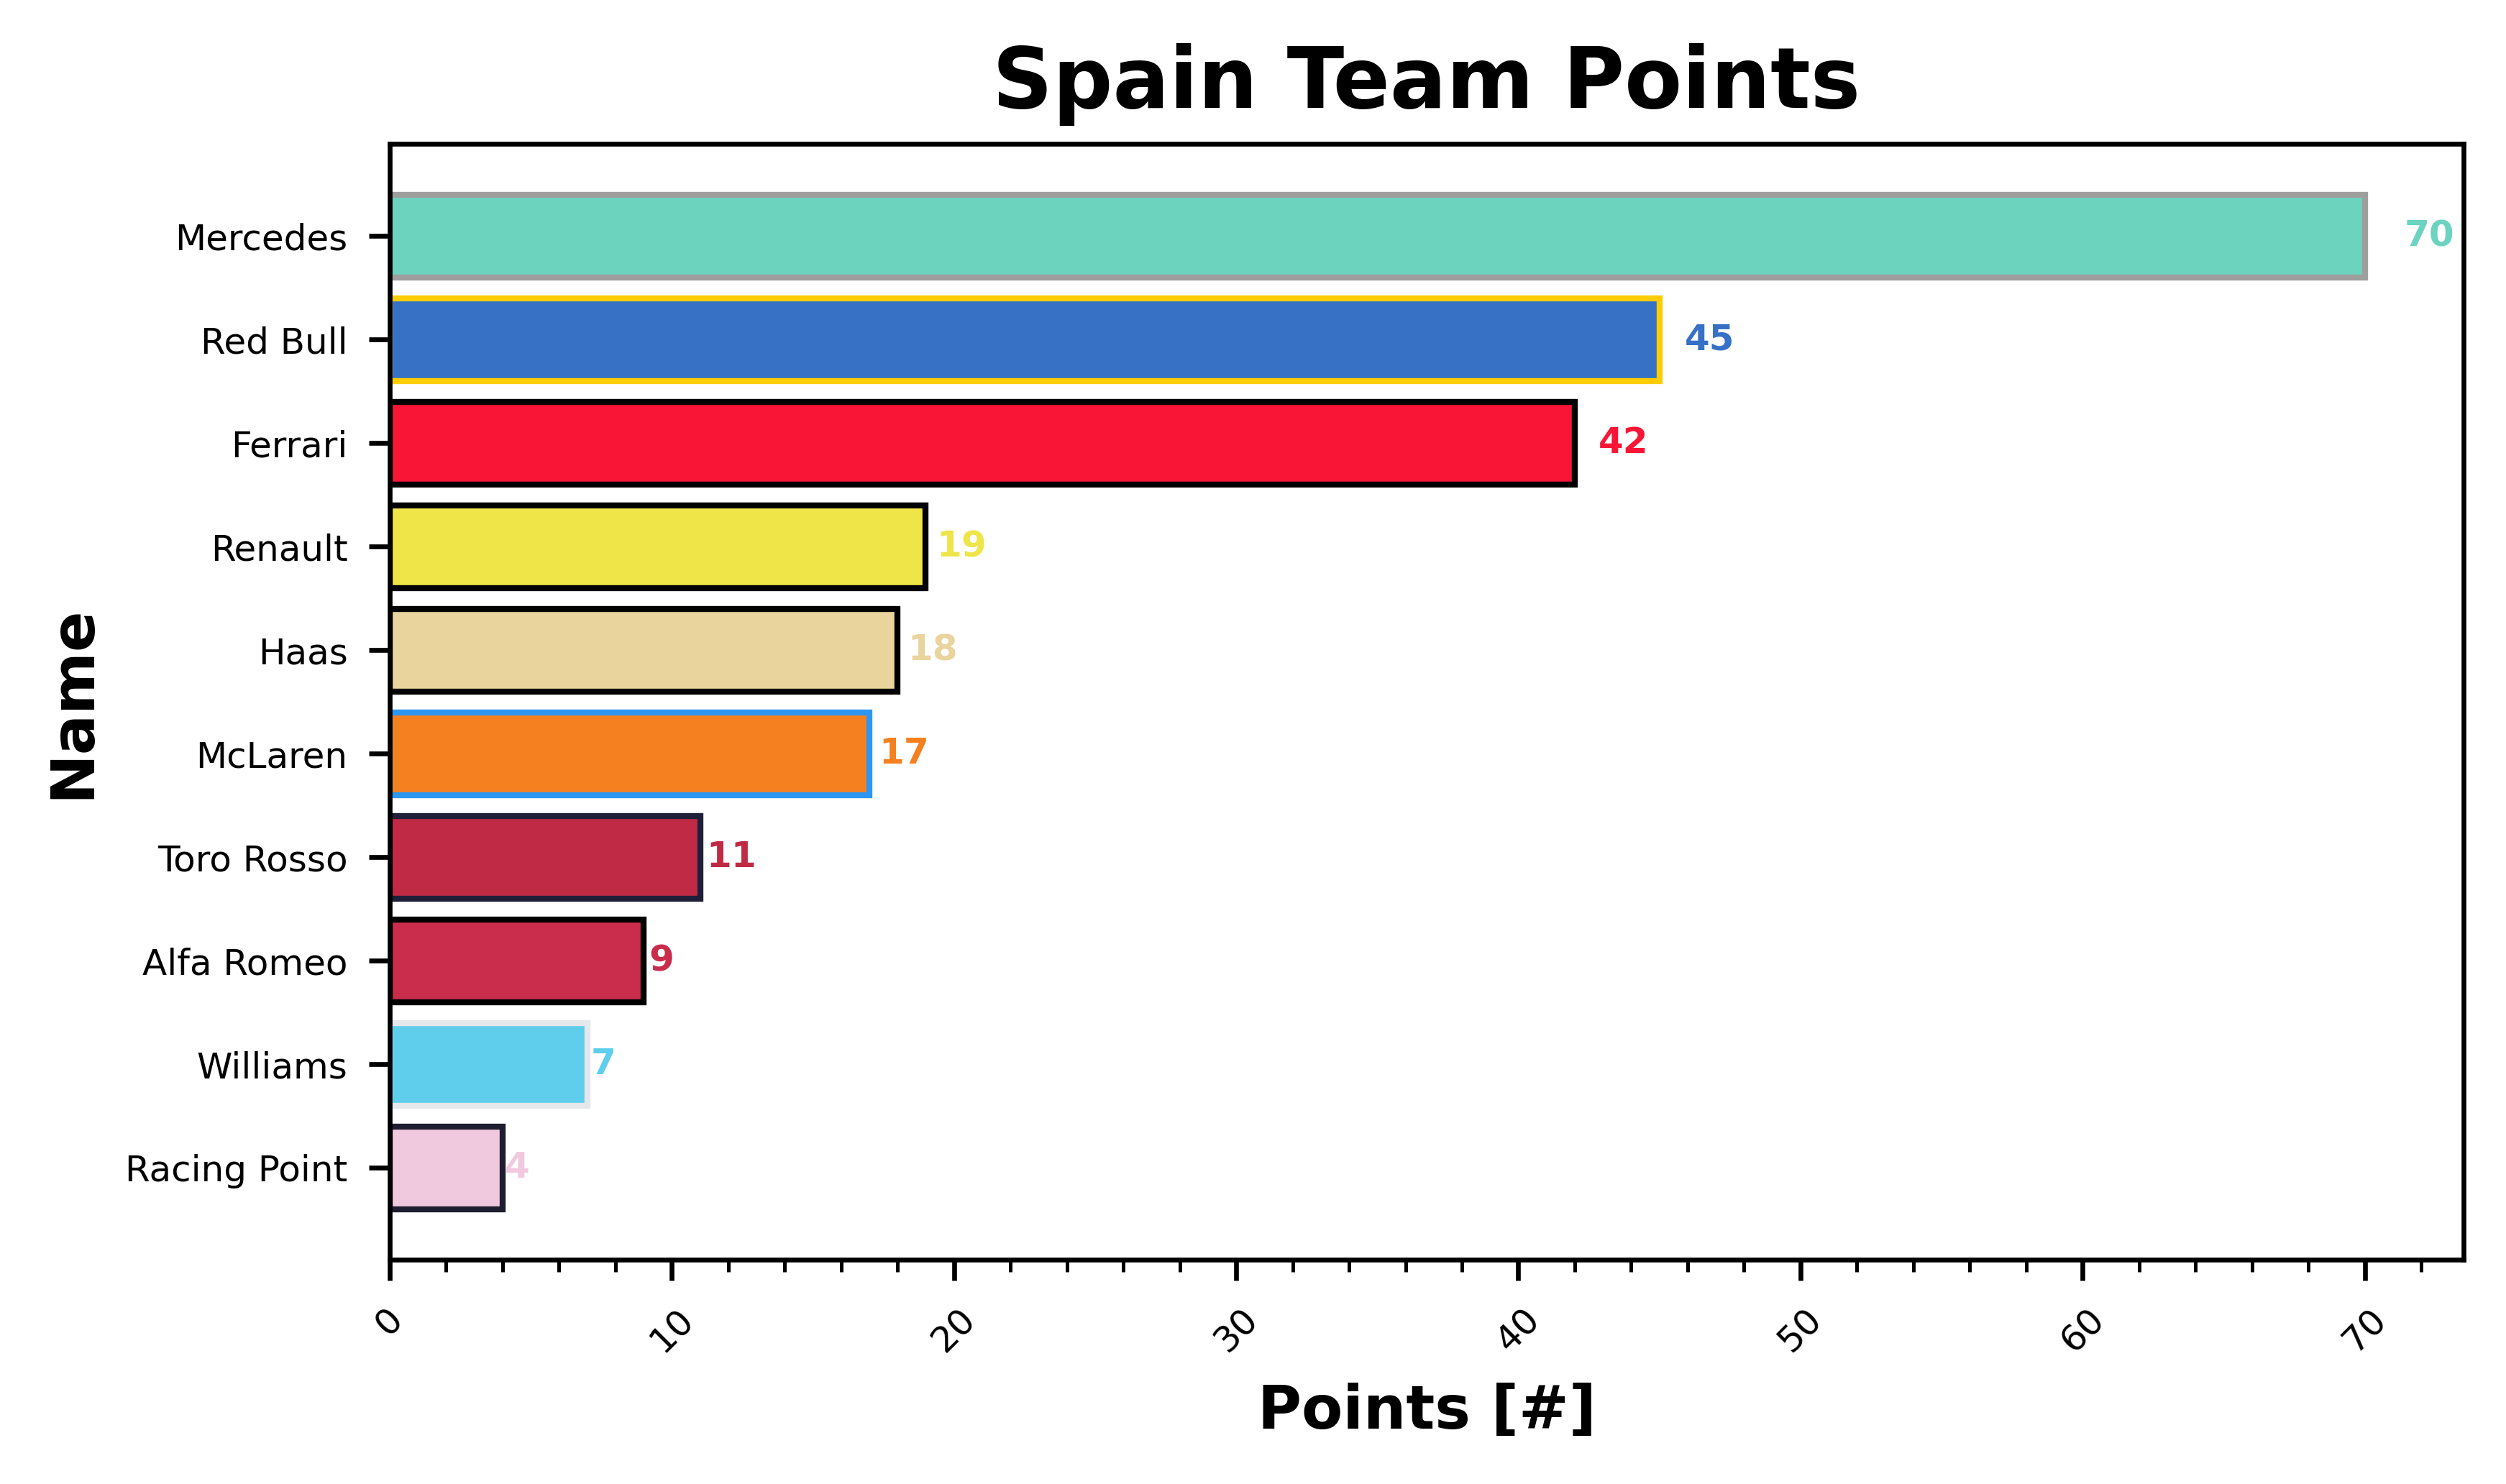 Spain Team Points
Name
Mercedes 70
Red Bull 45
Ferrari 42
Renault 19
Haas 18
McLaren 17
Toro Rosso 11
Alfa Romeo 9
Williams 7
Racing Point 4
0 10 20 30 40 50 60 70
Points [#]